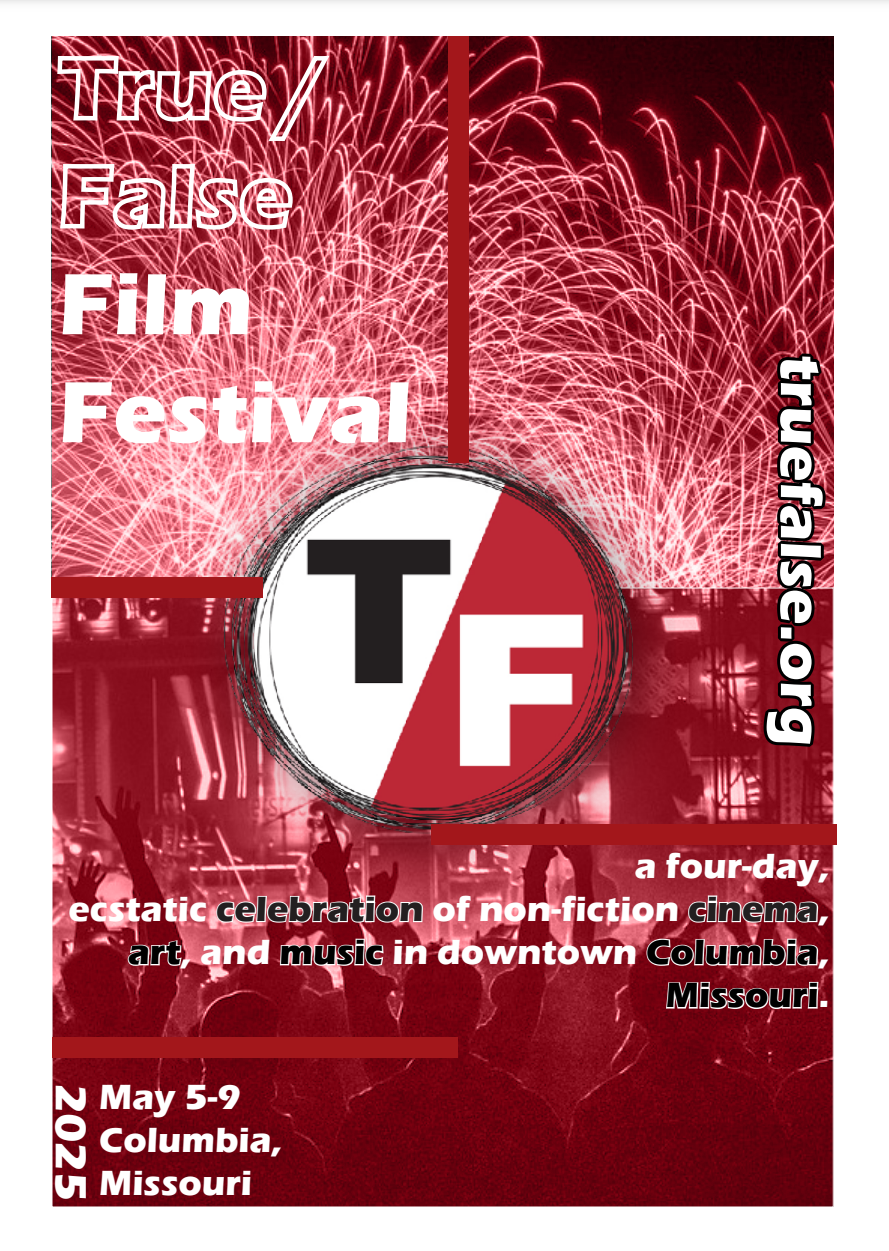 True/
False
Film
Festival
truefalse.org
T F
a four-day,
ecstatic celebration of non-fiction cinema,
art, and music in downtown Columbia,
Missouri.
2025
May 5-9
Columbia,
Missouri